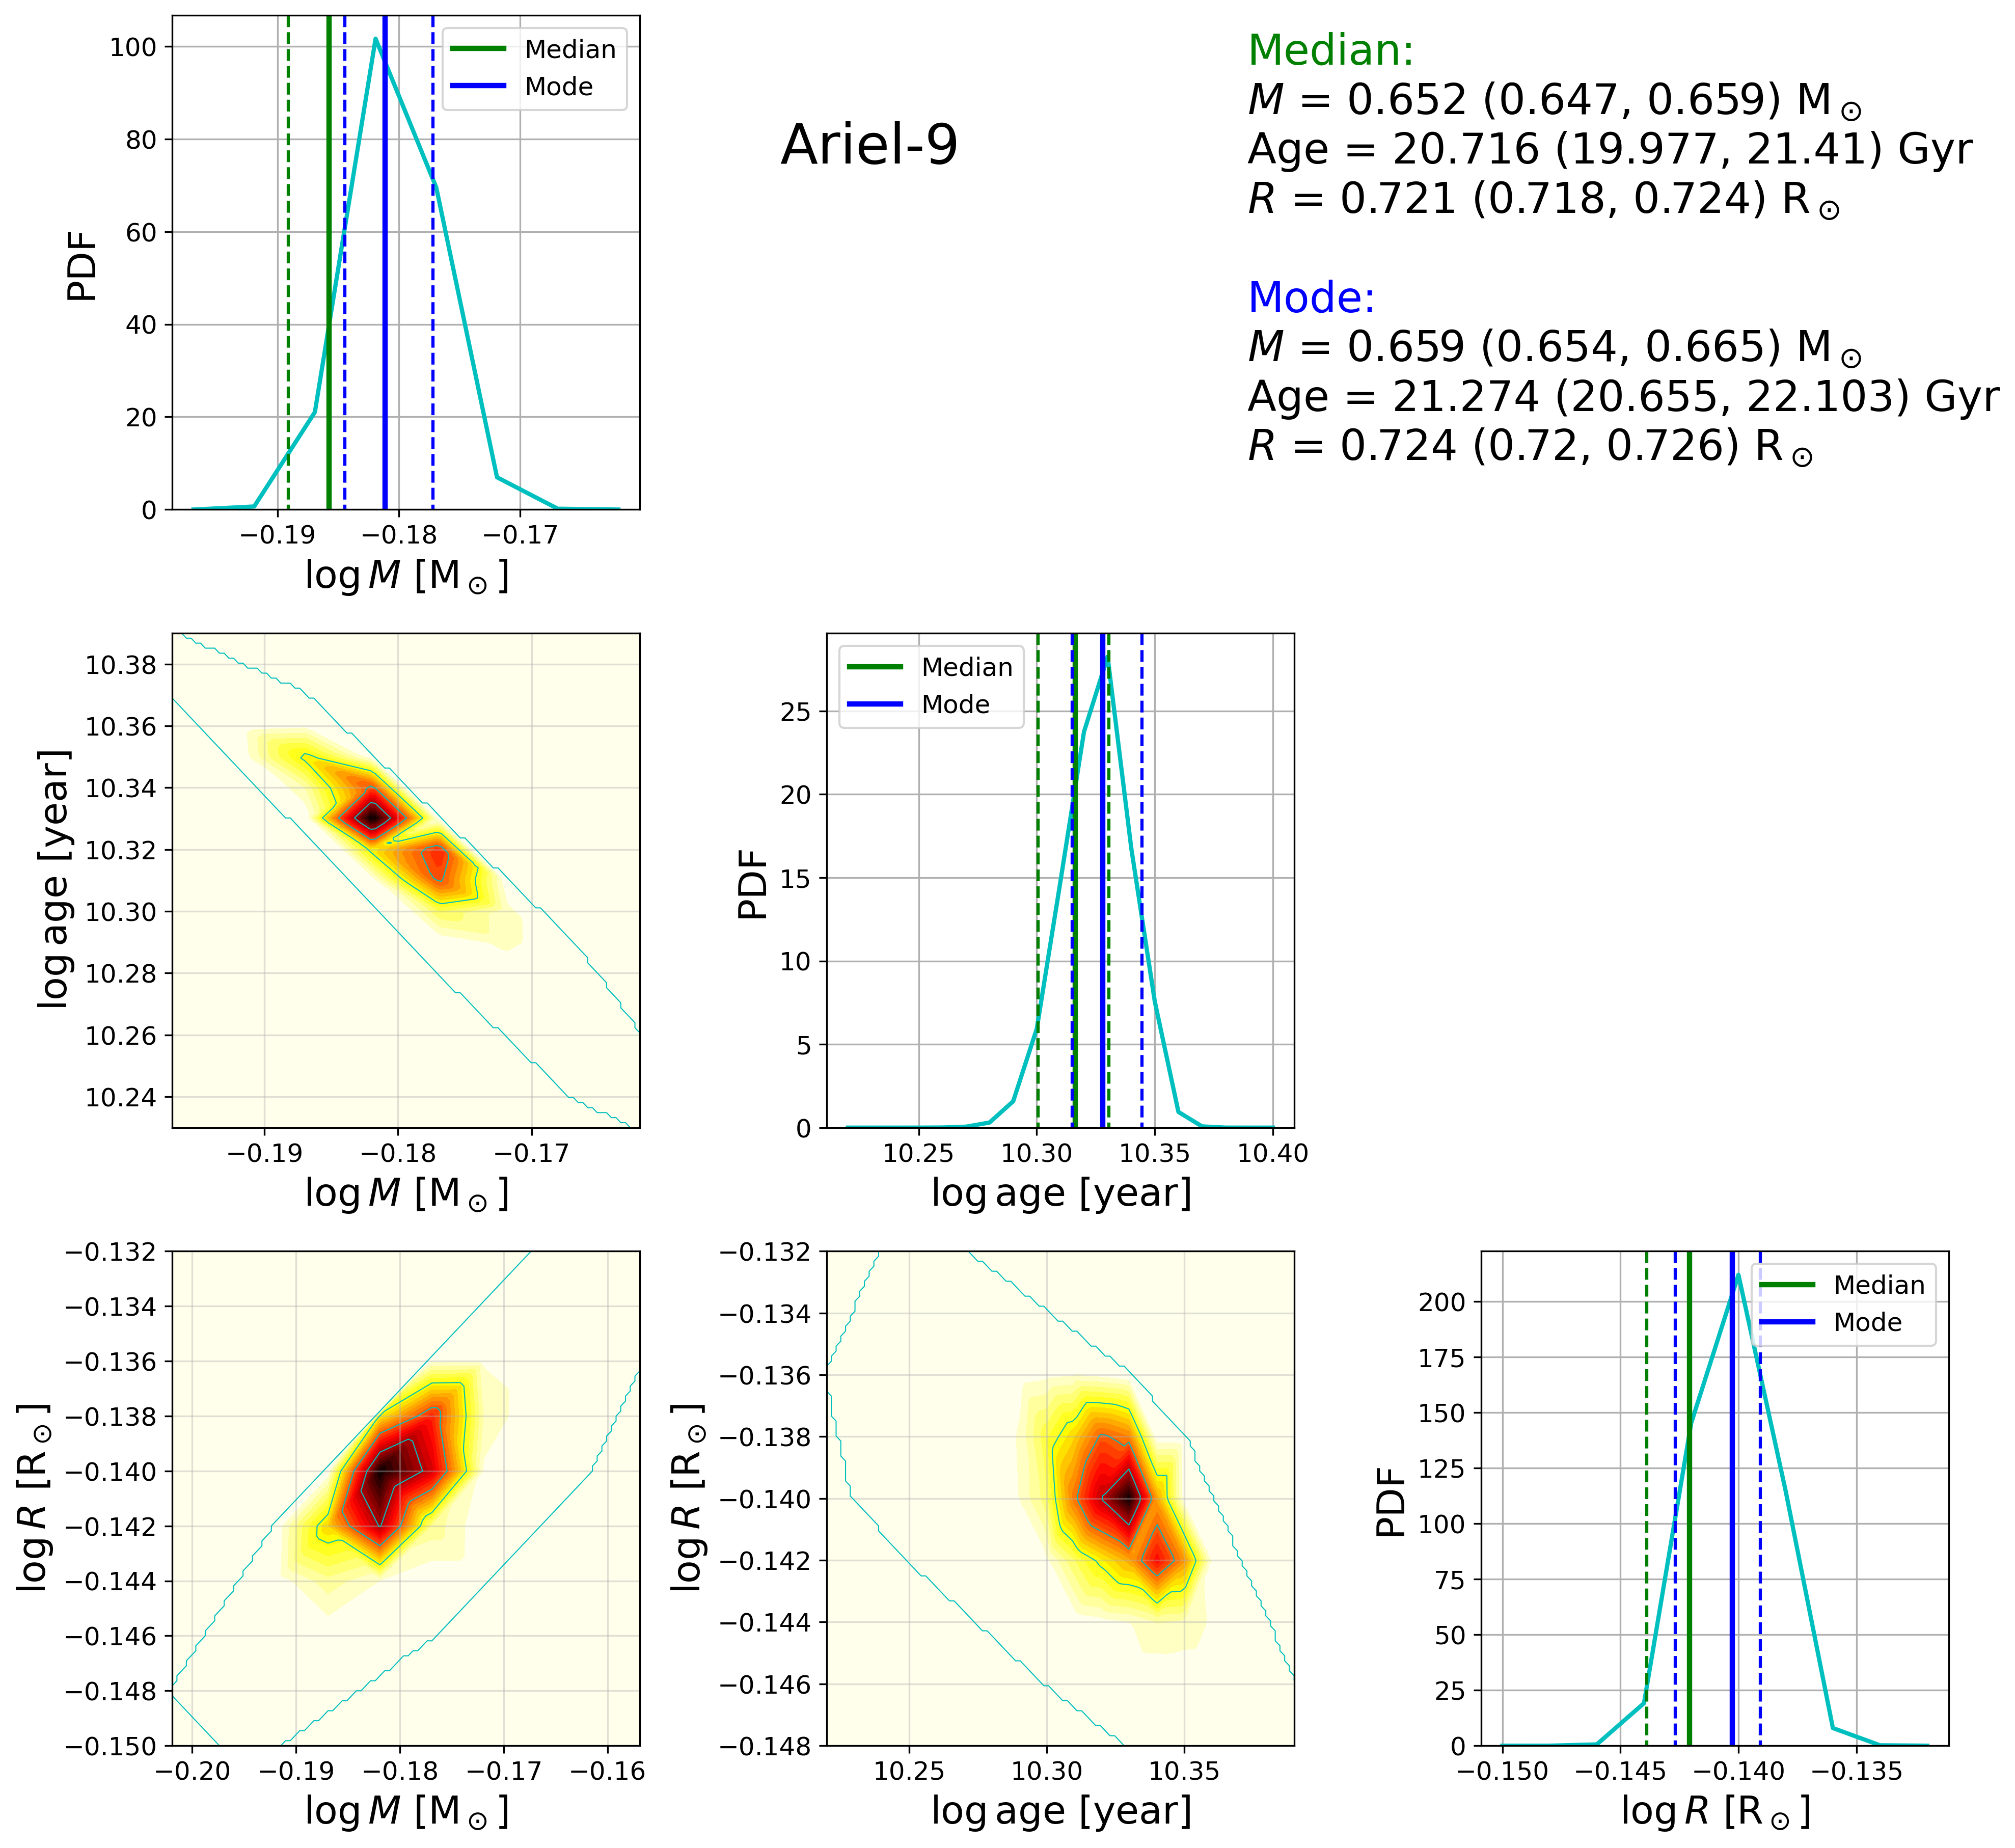 100
80
60
40
20
0
PDF
Median
Mode
−0.19 −0.18 −0.17
log M [M⊙]
Ariel-9
Median:
M = 0.652 (0.647, 0.659) M⊙
Age = 20.716 (19.977, 21.41) Gyr
R = 0.721 (0.718, 0.724) R⊙
Mode:
M = 0.659 (0.654, 0.665) M⊙
Age = 21.274 (20.655, 22.103) Gyr
R = 0.724 (0.72, 0.726) R⊙
10.38
10.36
10.34
10.32
10.30
10.28
10.26
10.24
log age [year]
−0.19 −0.18 −0.17
log M [M⊙]
25
20
15
10
5
0
PDF
Median
Mode
10.25 10.30 10.35 10.40
log age [year]
−0.132
−0.134
−0.136
−0.138
−0.140
−0.142
−0.144
−0.146
−0.148
−0.150
log R [R⊙]
−0.20 −0.19 −0.18 −0.17 −0.16
log M [M⊙]
−0.132
−0.134
−0.136
−0.138
−0.140
−0.142
−0.144
−0.146
−0.148
log R [R⊙]
10.25 10.30 10.35
log age [year]
200
175
150
125
100
75
50
25
0
PDF
Median
Mode
−0.150 −0.145 −0.140 −0.135
log R [R⊙]